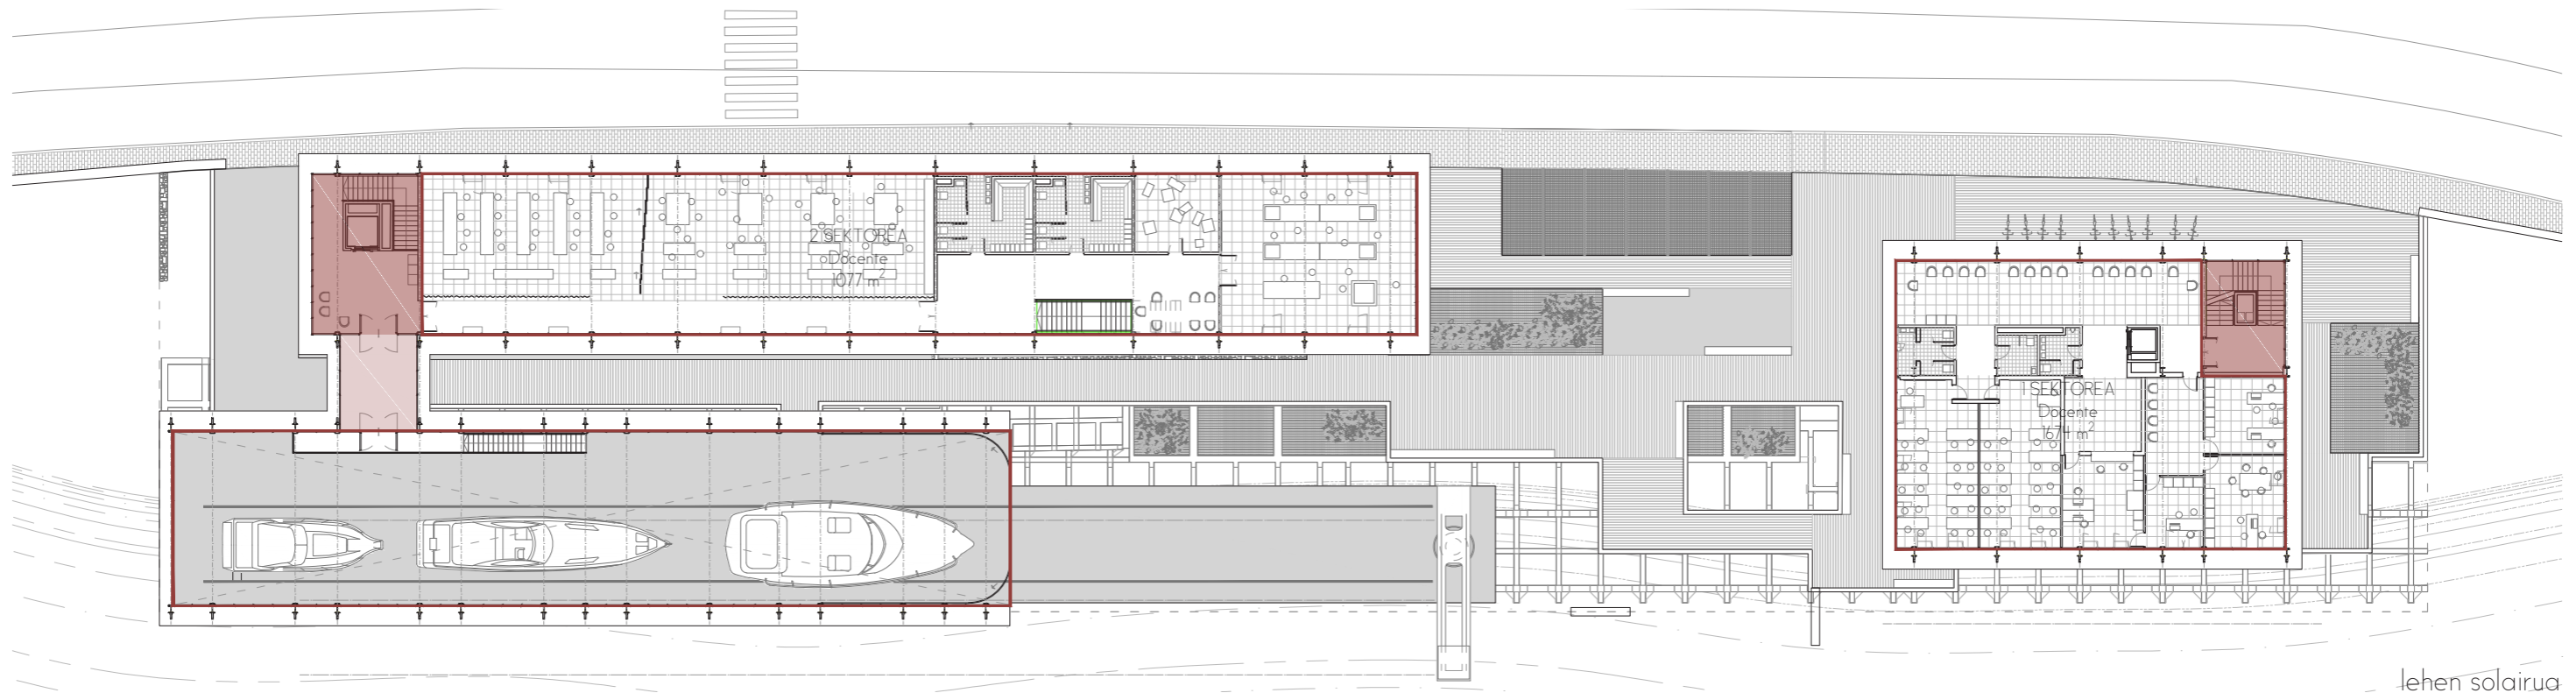 2 SEKTOREA
Docente
1077 m²
1 SEKTOREA
Docente
1674 m²
lehen solairua